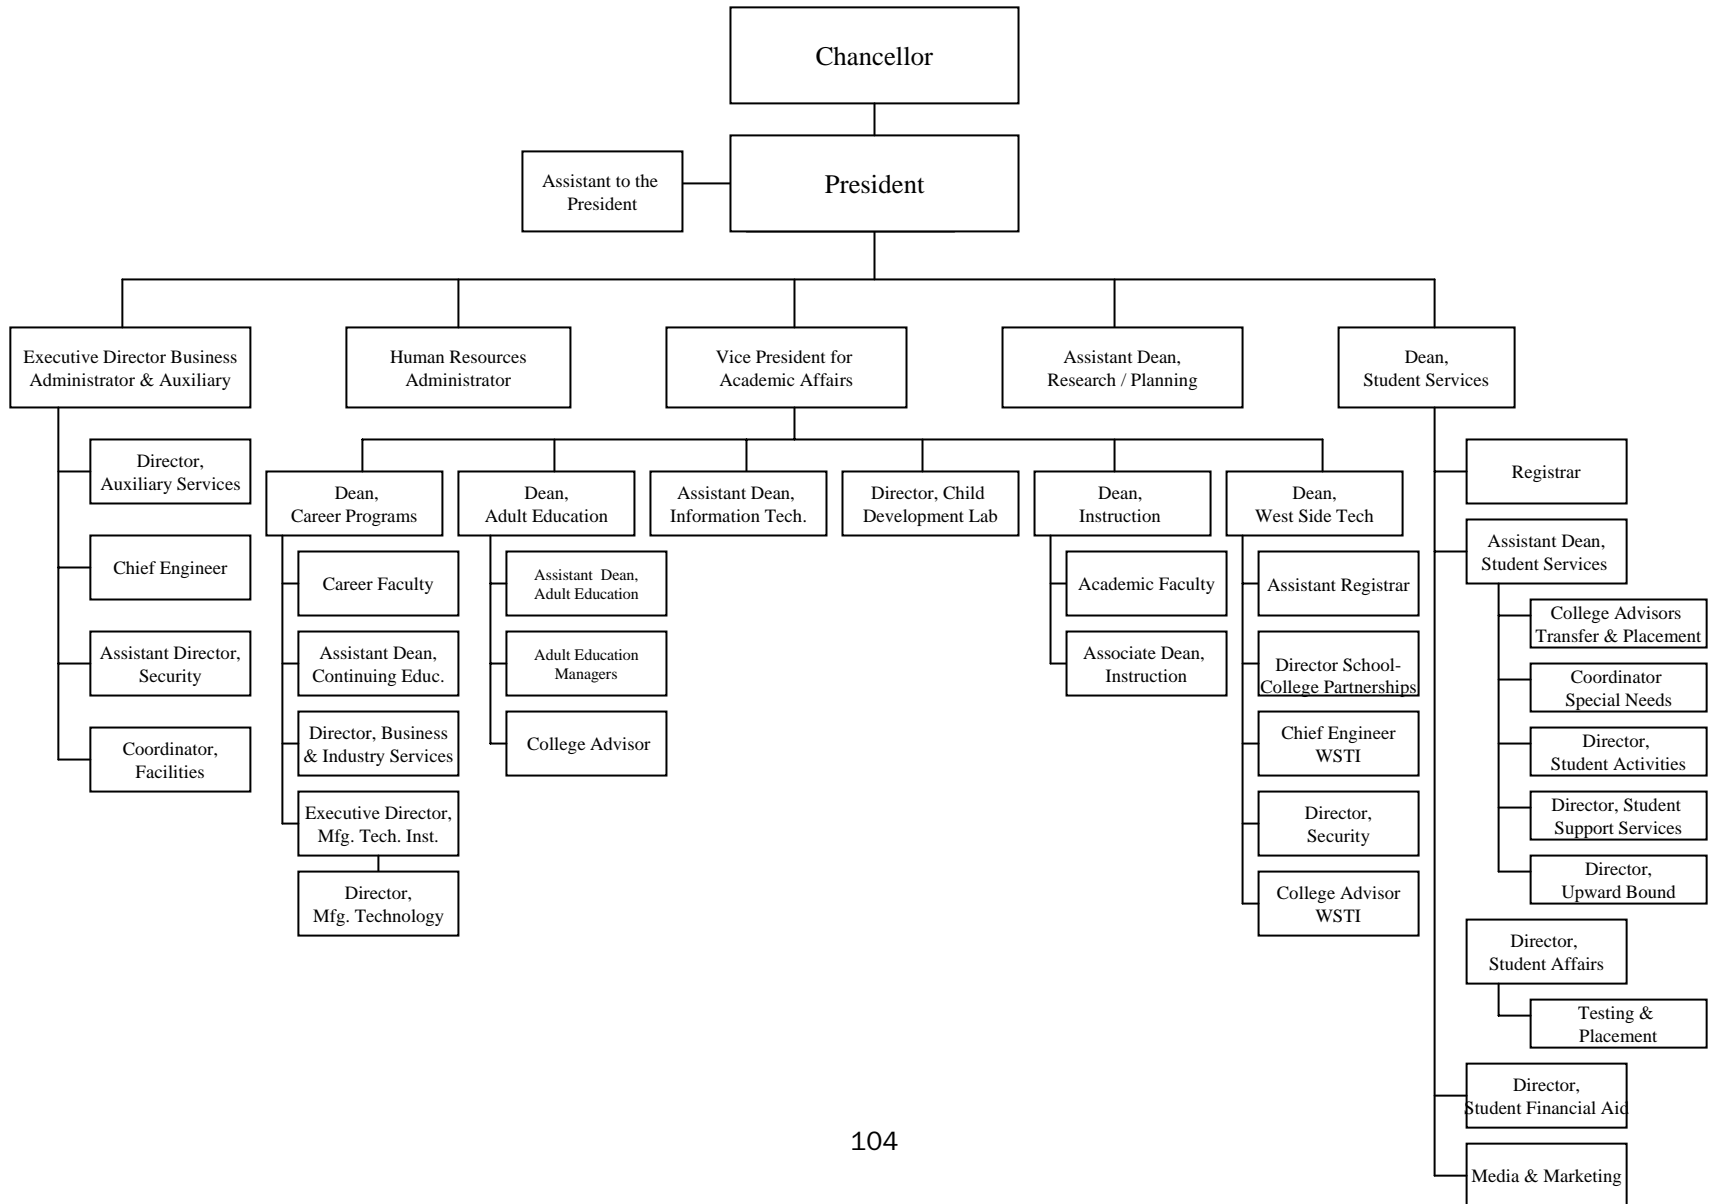 Chancellor
President
Assistant to the
President
Executive Director Business
Administrator & Auxiliary
Human Resources
Administrator
Vice President for
Academic Affairs
Assistant Dean,
Research / Planning
Dean,
Student Services
Director,
Auxiliary Services
Chief Engineer
Assistant Director,
Security
Coordinator,
Facilities
Dean,
Career Programs
Career Faculty
Assistant Dean,
Continuing Educ.
Director, Business
& Industry Services
Executive Director,
Mfg. Tech. Inst.
Director,
Mfg. Technology
Dean,
Adult Education
Assistant Dean,
Adult Education
Adult Education
Managers
College Advisor
Assistant Dean,
Information Tech.
Director, Child
Development Lab
Dean,
Instruction
Academic Faculty
Associate Dean,
Instruction
Dean,
West Side Tech
Assistant Registrar
Director School-
College Partnerships
Chief Engineer
WSTI
Director,
Security
College Advisor
WSTI
Registrar
Assistant Dean,
Student Services
College Advisors
Transfer & Placement
Coordinator
Special Needs
Director,
Student Activities
Director, Student
Support Services
Director,
Upward Bound
Director,
Student Affairs
Testing &
Placement
Director,
Student Financial Aid
Media & Marketing
104